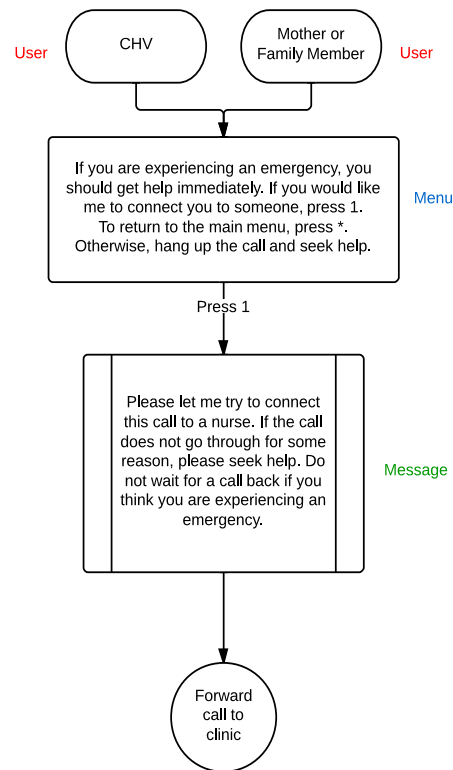 User
CHV
Mother or
Family Member
User
If you are experiencing an emergency, you
should get help immediately. If you would like
me to connect you to someone, press 1.
To return to the main menu, press *.
Otherwise, hang up the call and seek help.
Menu
Press 1
Please let me try to connect
this call to a nurse. If the call
does not go through for some
reason, please seek help. Do
not wait for a call back if you
think you are experiencing an
emergency.
Message
Forward
call to
clinic